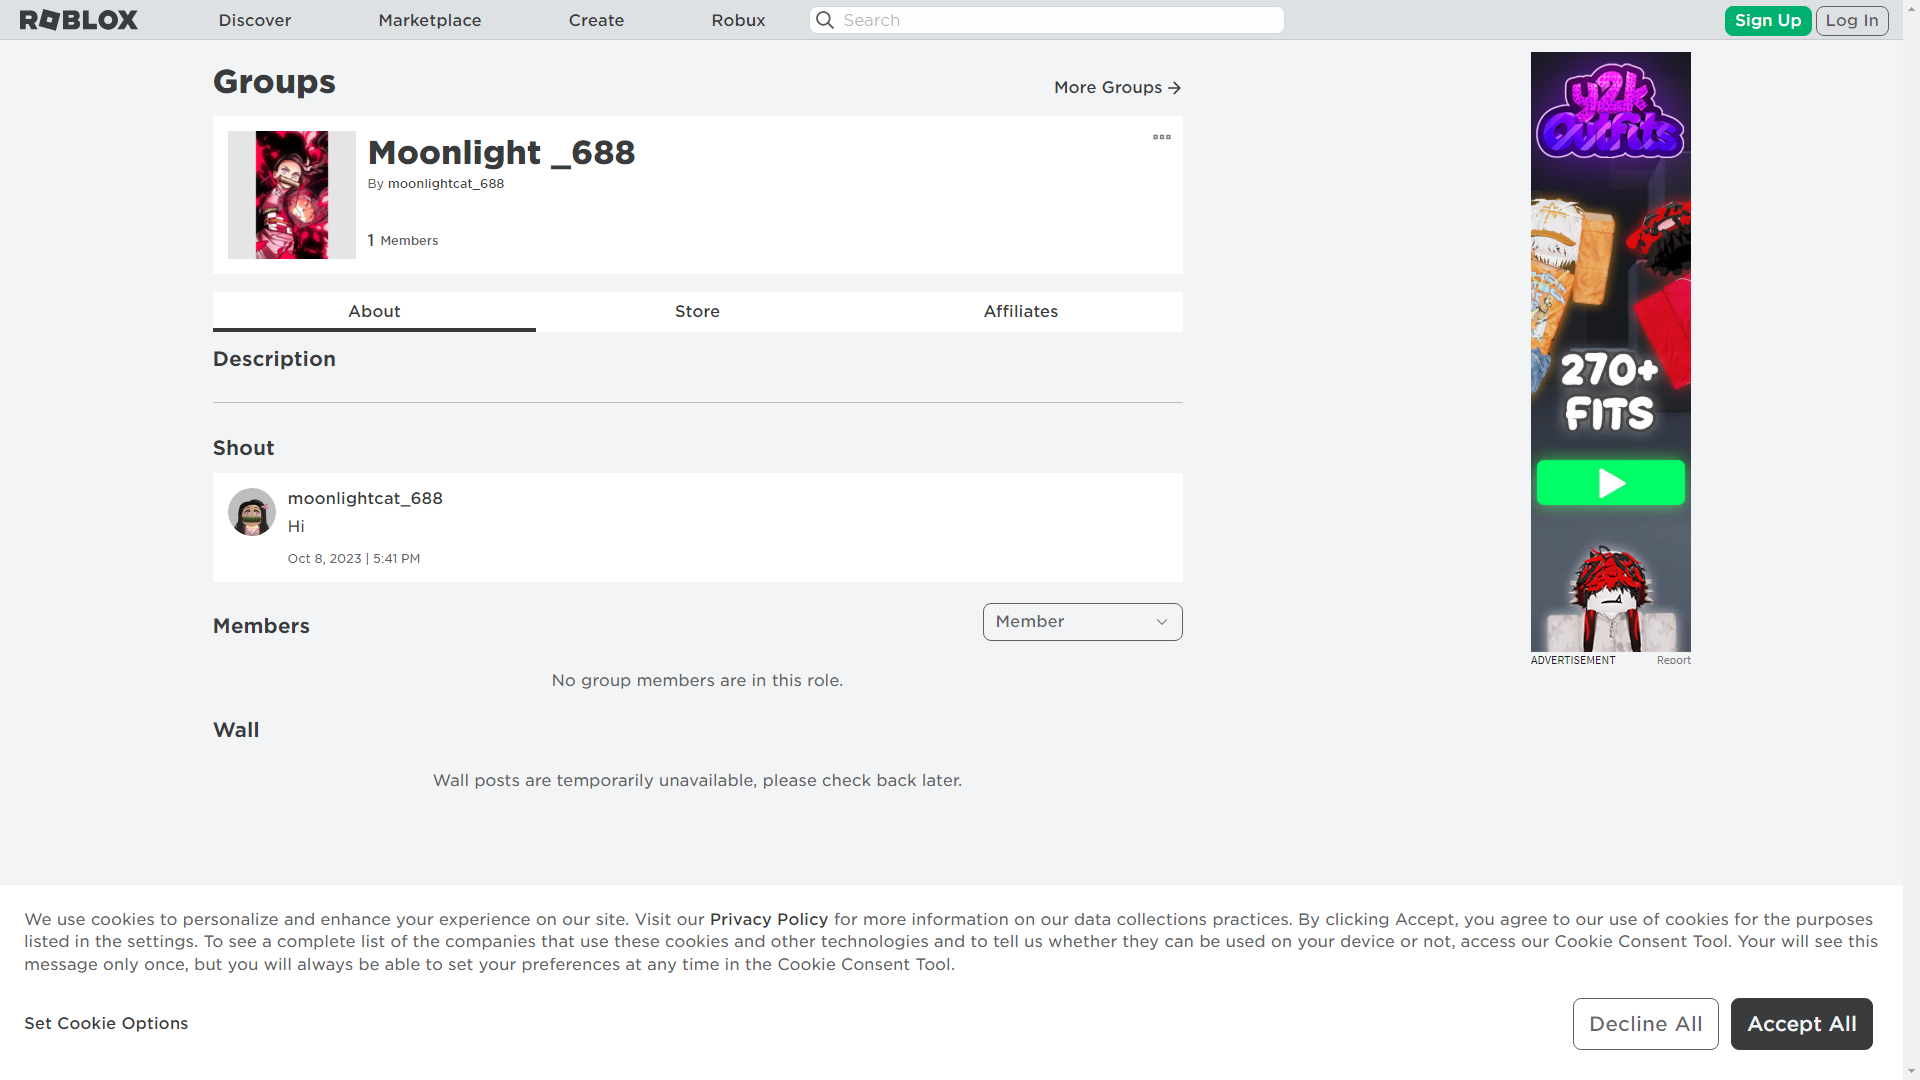 ROBLOX
Discover
Marketplace
Create
Robux
Search
Sign Up
Log In
Groups
More Groups
Moonlight _688
By moonlightcat_688
1 Members
About
Store
Affiliates
Description
Shout
moonlightcat_688
Hi
Oct 8, 2023 | 5:41 PM
Members
Member
No group members are in this role.
Wall
Wall posts are temporarily unavailable, please check back later.
y2k
Outfits
270+
FITS
ADVERTISEMENT
Report
We use cookies to personalize and enhance your experience on our site. Visit our Privacy Policy for more information on our data collections practices. By clicking Accept, you agree to our use of cookies for the purposes
listed in the settings. To see a complete list of the companies that use these cookies and other technologies and to tell us whether they can be used on your device or not, access our Cookie Consent Tool. Your will see this
message only once, but you will always be able to set your preferences at any time in the Cookie Consent Tool.
Set Cookie Options
Decline All
Accept All